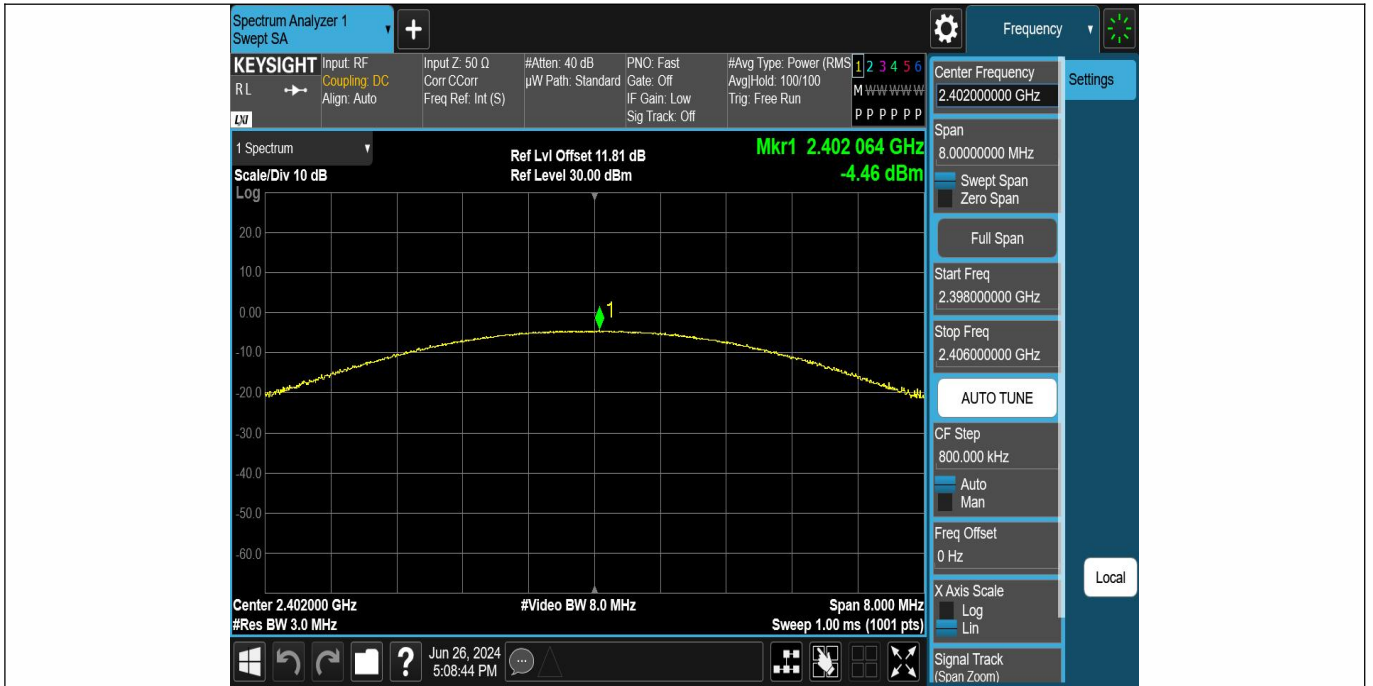 Spectrum Analyzer 1
Swept SA
+
Frequency
KEYSIGHT
RL
LXI
Input: RF
Coupling: DC
Align: Auto
Input Z: 50 Ω
Corr CCorr
Freq Ref: Int (S)
#Atten: 40 dB
µW Path: Standard
PNO: Fast
Gate: Off
IF Gain: Low
Sig Track: Off
#Avg Type: Power (RMS
Avg|Hold: 100/100
Trig: Free Run
1 2 3 4 5 6
M W W W W W
P P P P P P
1 Spectrum
Scale/Div 10 dB
Ref Lvl Offset 11.81 dB
Ref Level 30.00 dBm
Mkr1 2.402 064 GHz
-4.46 dBm
Log
20.0
10.0
0.00
-10.0
-20.0
-30.0
-40.0
-50.0
-60.0
1
Center 2.402000 GHz
#Res BW 3.0 MHz
#Video BW 8.0 MHz
Span 8.000 MHz
Sweep 1.00 ms (1001 pts)
Center Frequency
2.402000000 GHz
Settings
Span
8.00000000 MHz
Swept Span
Zero Span
Full Span
Start Freq
2.398000000 GHz
Stop Freq
2.406000000 GHz
AUTO TUNE
CF Step
800.000 kHz
Auto
Man
Freq Offset
0 Hz
X Axis Scale
Log
Lin
Local
Signal Track
(Span Zoom)
?
Jun 26, 2024
5:08:44 PM